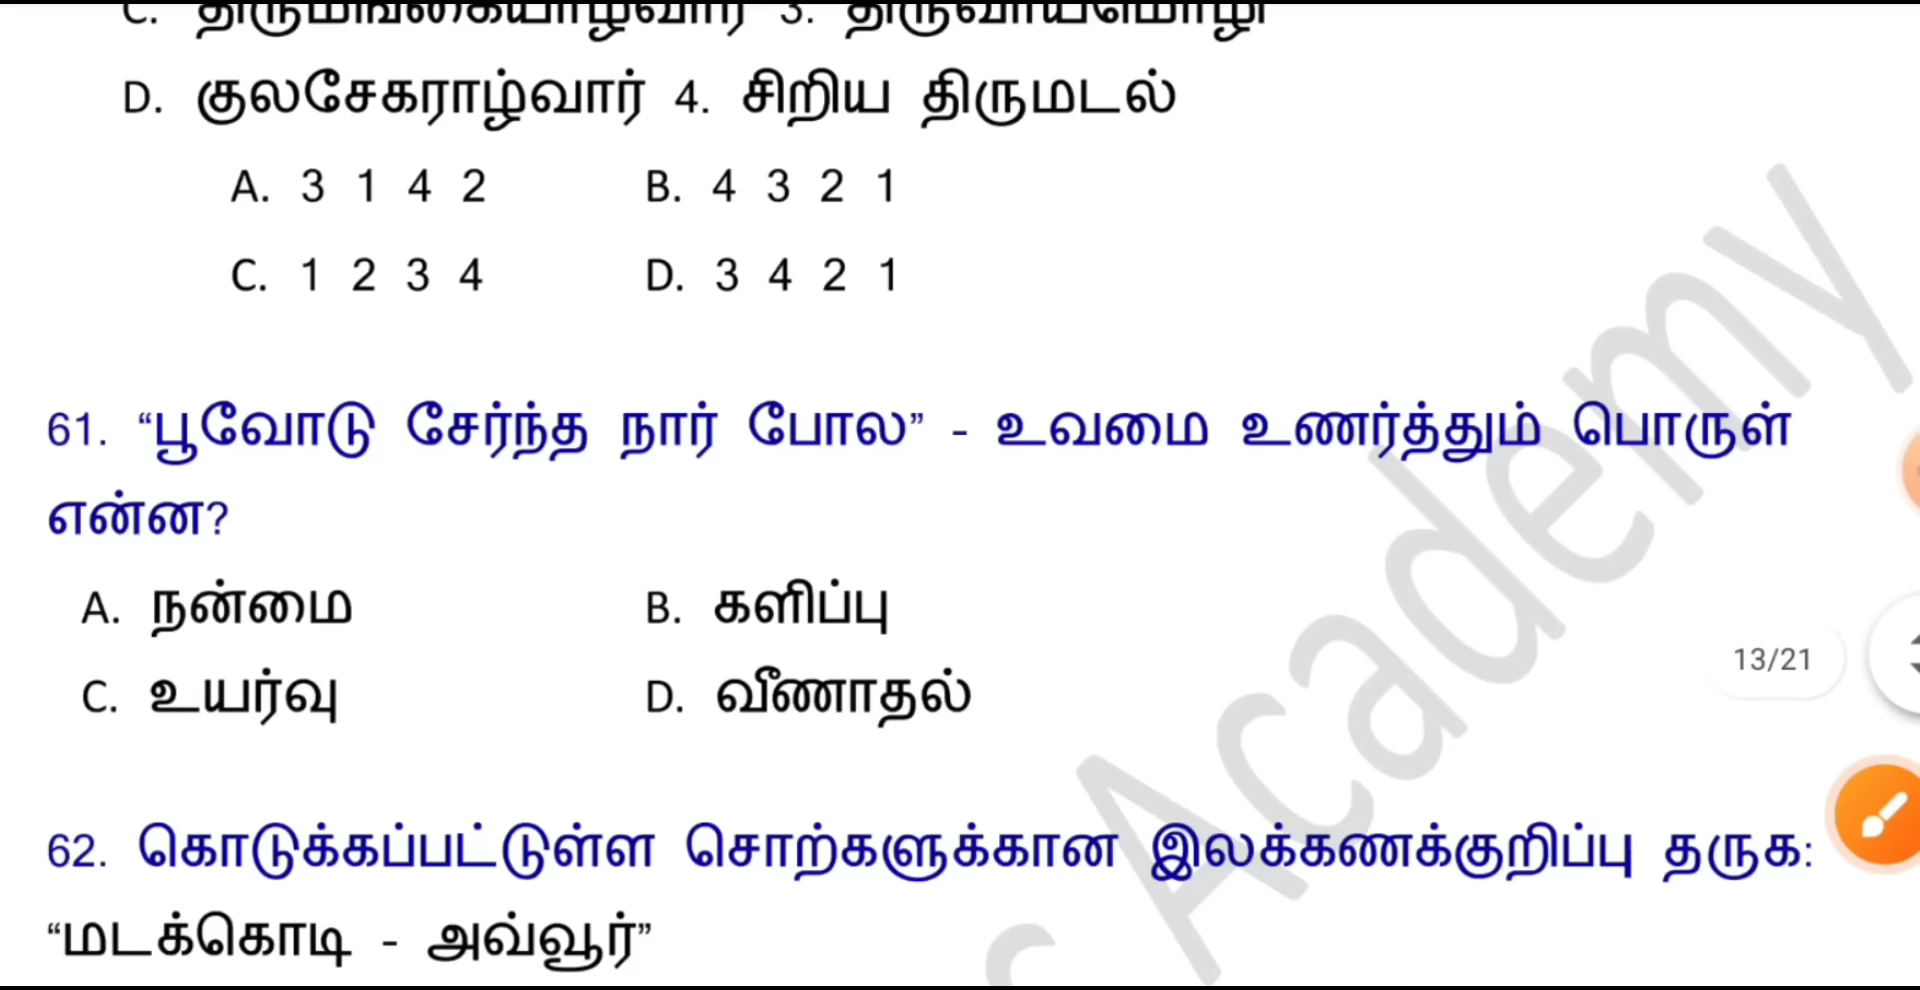 C. திருமங்கையாழ்வார் 3. திருவாய்மொழி
D. குலசேகராழ்வார் 4. சிறிய திருமடல்
A. 3 1 4 2 B. 4 3 2 1
C. 1 2 3 4 D. 3 4 2 1
61. “பூவோடு சேர்ந்த நார் போல” - உவமை உணர்த்தும் பொருள்
என்ன?
A. நன்மை B. களிப்பு
C. உயர்வு D. வீணாதல்
13/21
62. கொடுக்கப்பட்டுள்ள சொற்களுக்கான இலக்கணக்குறிப்பு தருக:
“மடக்கொடி - அவ்வூர்”
Academy